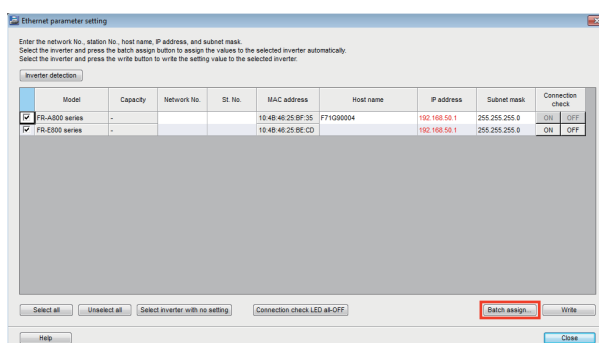 Ethernet parameter setting
Enter the network No., station No., host name, IP address, and subnet mask.
Select the inverter and press the batch assign button to assign the values to the selected inverter automatically.
Select the inverter and press the write button to write the setting value to the selected inverter.
Inverter detection
Model Capacity Network No. St. No. MAC address Host name IP address Subnet mask Connection check
FR-A800 series - 10:4B:46:25:BF:35 F71G90004 192.168.50.1 255.255.255.0 ON OFF
FR-E800 series - 10:4B:46:25:BE:CD 192.168.50.1 255.255.255.0 ON OFF
Select all Unselect all Select inverter with no setting Connection check LED all-OFF Batch assign... Write
Help Close